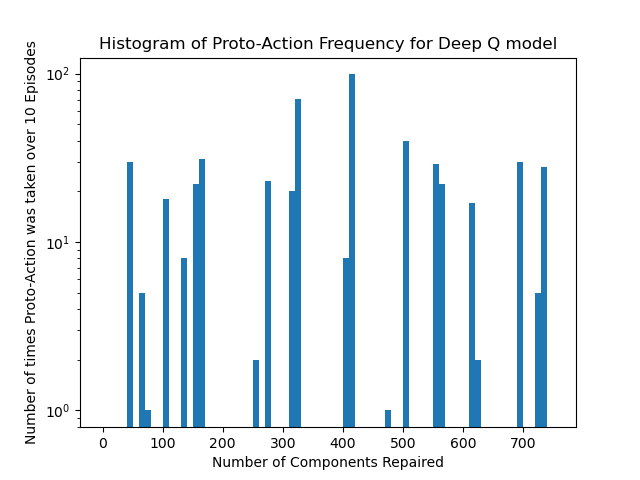 Histogram of Proto-Action Frequency for Deep Q model
Number of times Proto-Action was taken over 10 Episodes
10²
10¹
10⁰
0 100 200 300 400 500 600 700
Number of Components Repaired